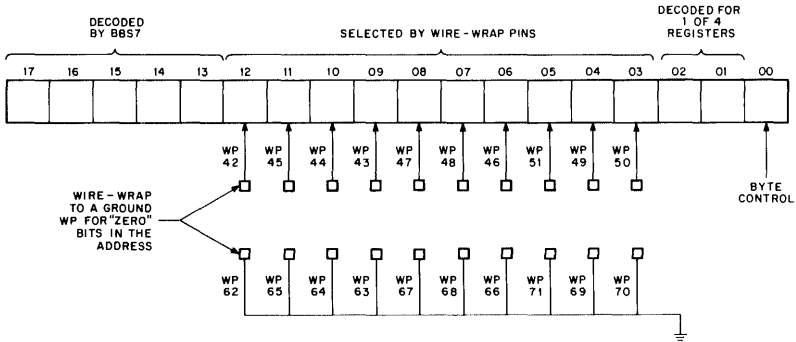 DECODED
BY BBS7
SELECTED BY WIRE-WRAP PINS
DECODED FOR
1 OF 4
REGISTERS
17 16 15 14 13 12 11 10 09 08 07 06 05 04 03 02 01 00
WP WP WP WP WP WP WP WP WP WP
42 45 44 43 47 48 46 51 49 50
BYTE
CONTROL
WIRE-WRAP
TO A GROUND
WP FOR "ZERO"
BITS IN THE
ADDRESS
WP WP WP WP WP WP WP WP WP WP
62 65 64 63 67 68 66 71 69 70